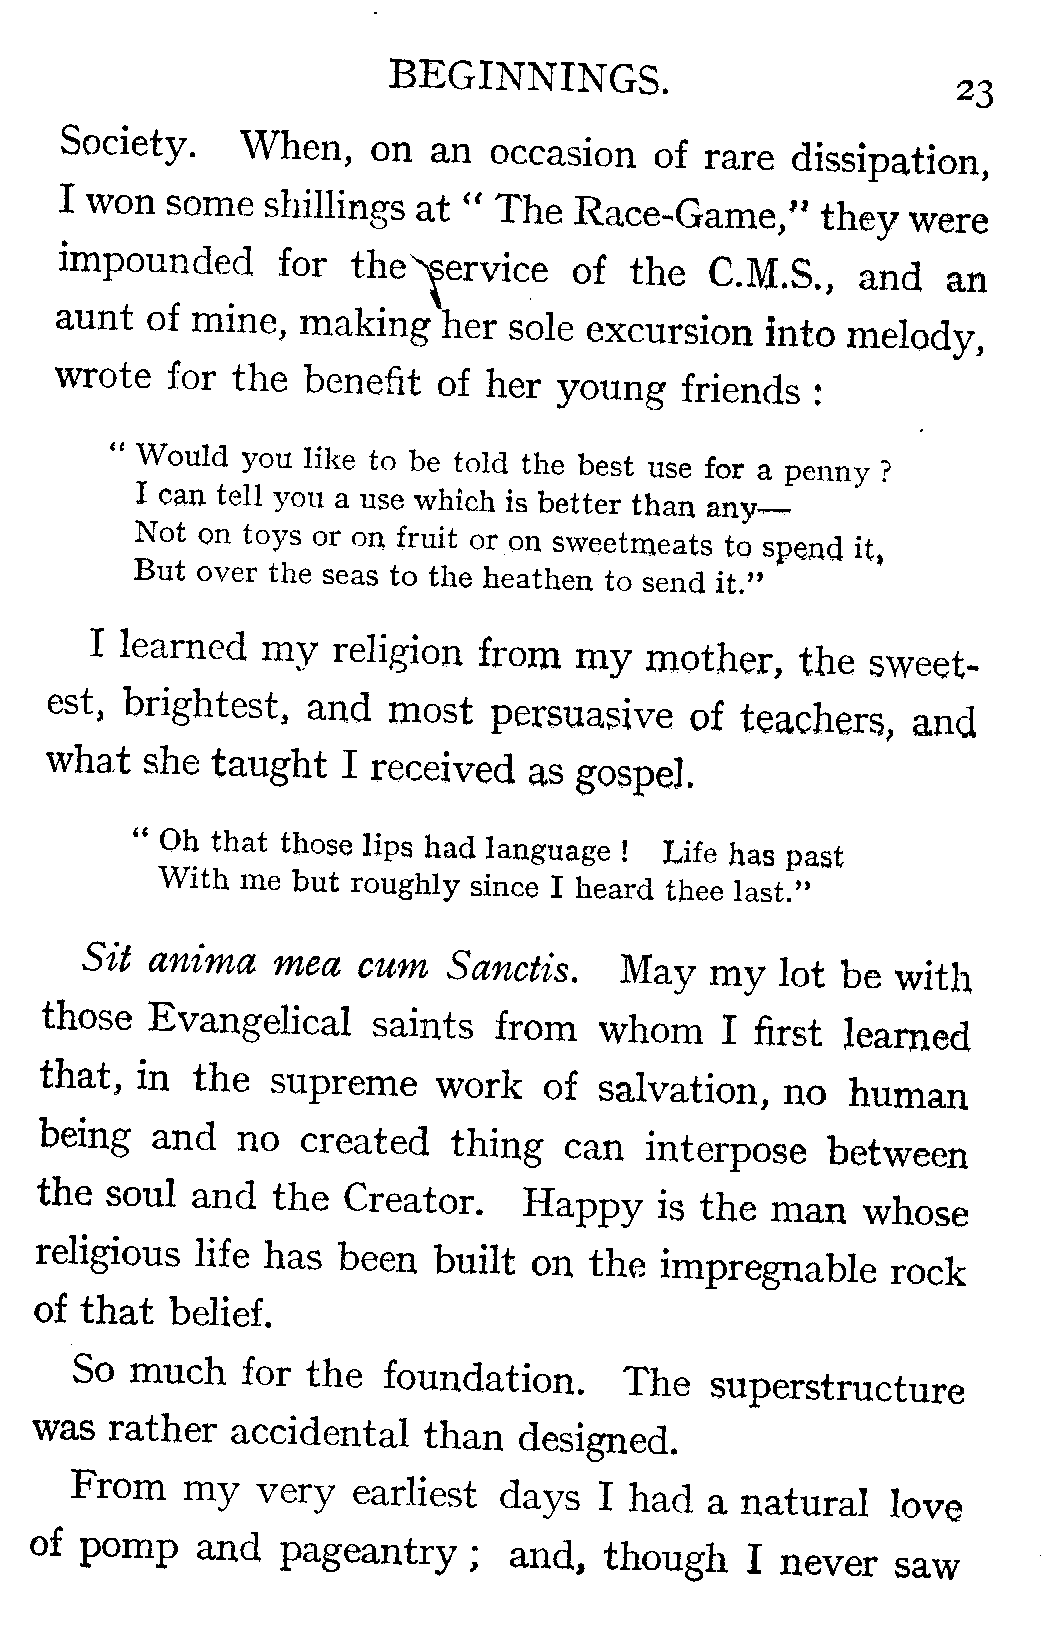 BEGINNINGS. 23
Society. When, on an occasion of rare dissipation,
I won some shillings at “ The Race-Game,” they were
impounded for the service of the C.M.S., and an
aunt of mine, making her sole excursion into melody,
wrote for the benefit of her young friends :
“ Would you like to be told the best use for a penny ?
I can tell you a use which is better than any—
Not on toys or on fruit or on sweetmeats to spend it,
But over the seas to the heathen to send it.”
I learned my religion from my mother, the sweet-
est, brightest, and most persuasive of teachers, and
what she taught I received as gospel.
“ Oh that those lips had language ! Life has past
With me but roughly since I heard thee last.”
Sit anima mea cum Sanctis. May my lot be with
those Evangelical saints from whom I first learned
that, in the supreme work of salvation, no human
being and no created thing can interpose between
the soul and the Creator. Happy is the man whose
religious life has been built on the impregnable rock
of that belief.
So much for the foundation. The superstructure
was rather accidental than designed.
From my very earliest days I had a natural love
of pomp and pageantry ; and, though I never saw